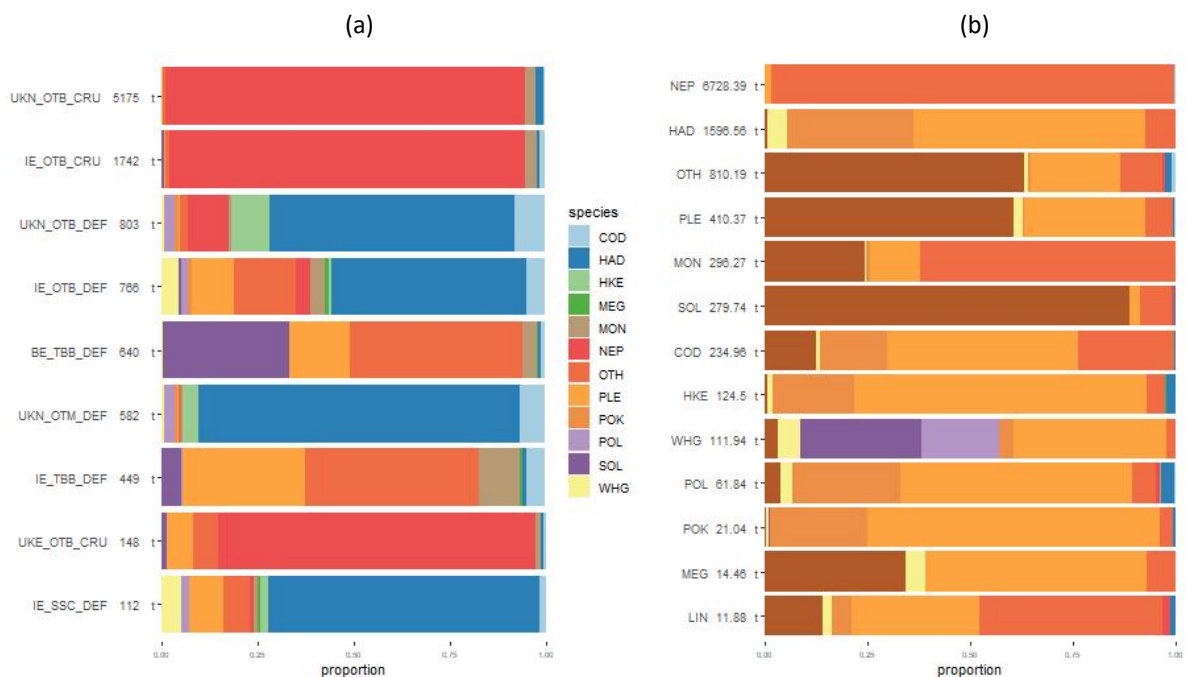 (a)
UKN_OTB_CRU 5175 t
IE_OTB_CRU 1742 t
UKN_OTB_DEF 803 t
IE_OTB_DEF 766 t
BE_TBB_DEF 640 t
UKN_OTM_DEF 582 t
IE_TBB_DEF 449 t
UKE_OTB_CRU 148 t
IE_SSC_DEF 112 t
0.00 0.25 0.50 0.75 1.00
proportion
species
COD
HAD
HKE
MEG
MON
NEP
OTH
PLE
POK
POL
SOL
WHG
(b)
NEP 6728.39 t
HAD 1596.56 t
OTH 810.19 t
PLE 410.37 t
MON 296.27 t
SOL 279.74 t
COD 234.96 t
HKE 124.5 t
WHG 111.94 t
POL 61.84 t
POK 21.04 t
MEG 14.46 t
LIN 11.88 t
0.00 0.25 0.50 0.75 1.00
proportion